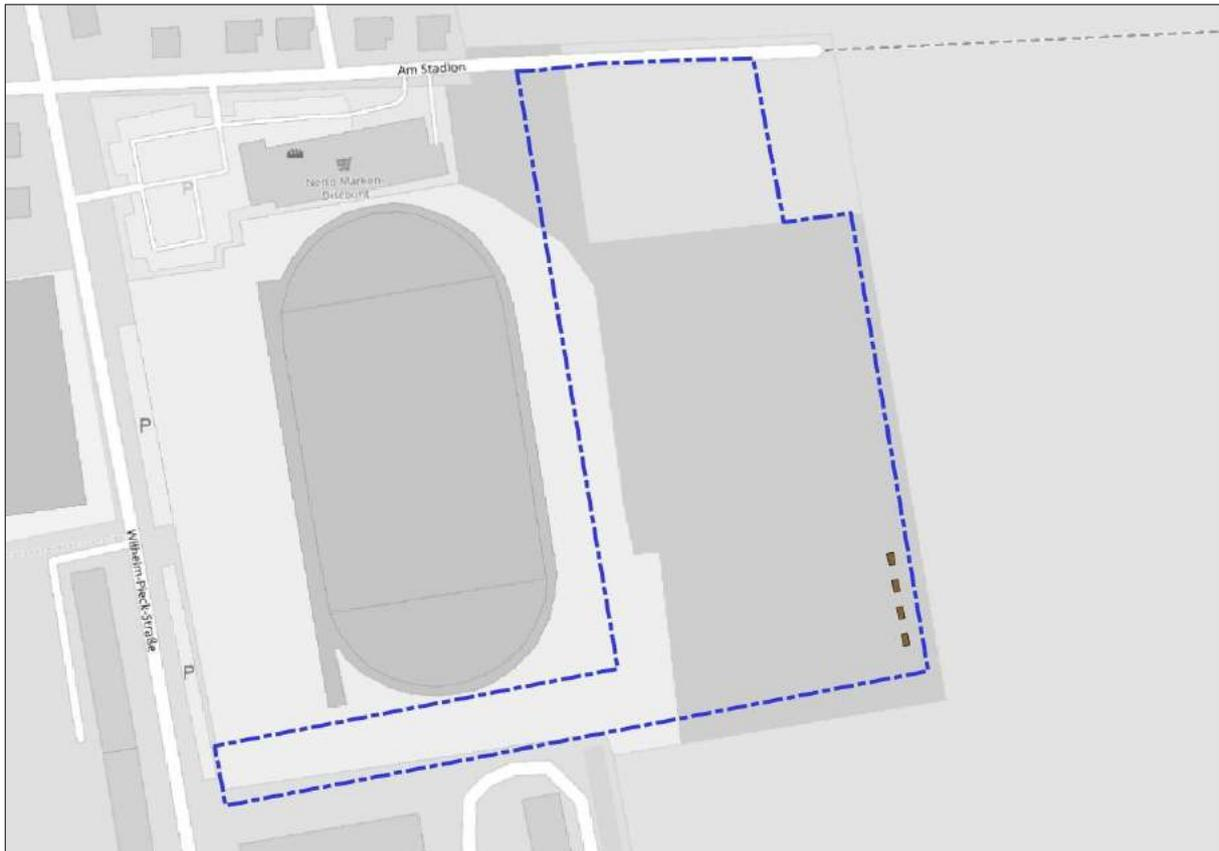 Am Stadion
P
Netto Marken-
Discount
P
Wilhelm-Pieck-Straße
P